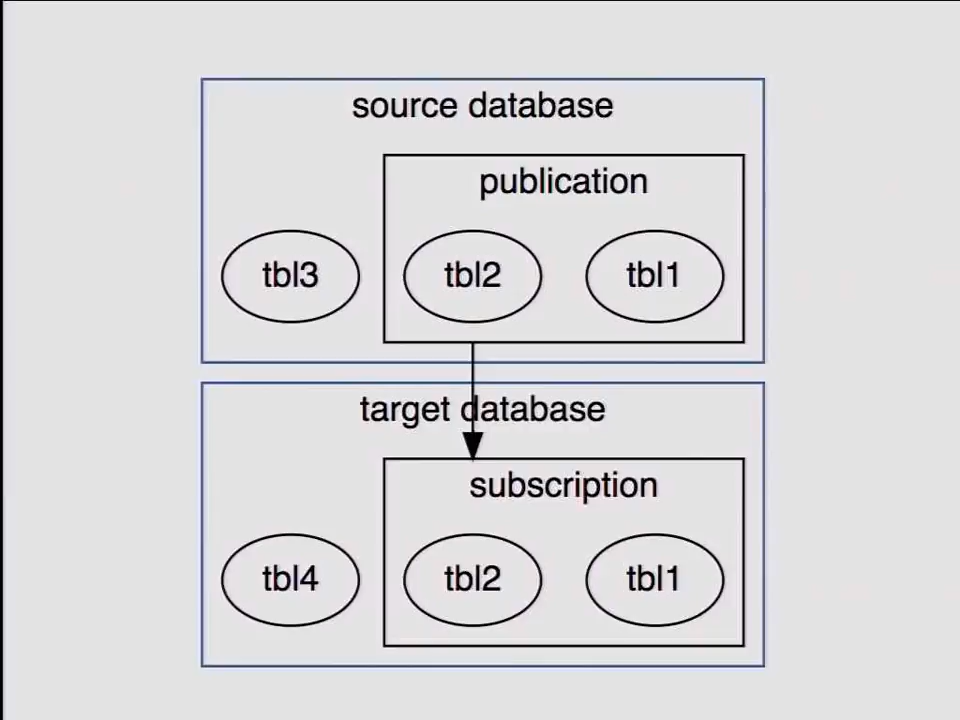 source database
publication
tbl3 tbl2 tbl1
target database
subscription
tbl4 tbl2 tbl1